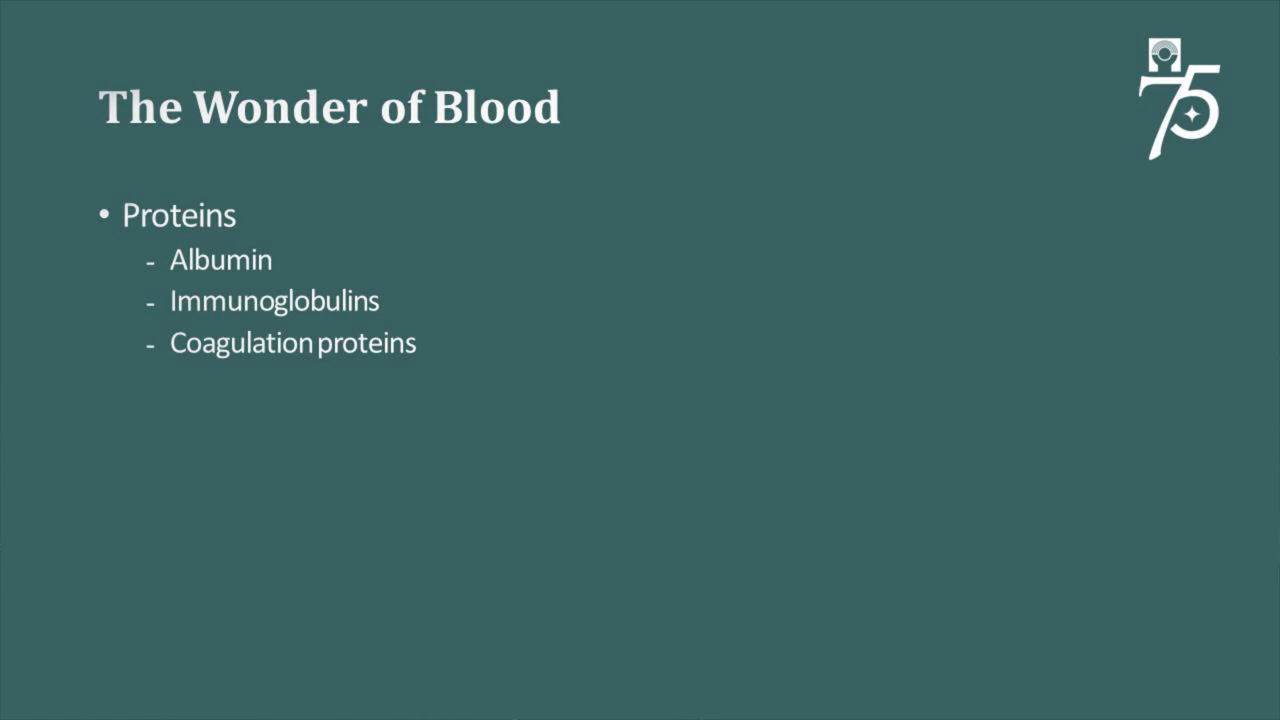 The Wonder of Blood
75
• Proteins
- Albumin
- Immunoglobulins
- Coagulation proteins